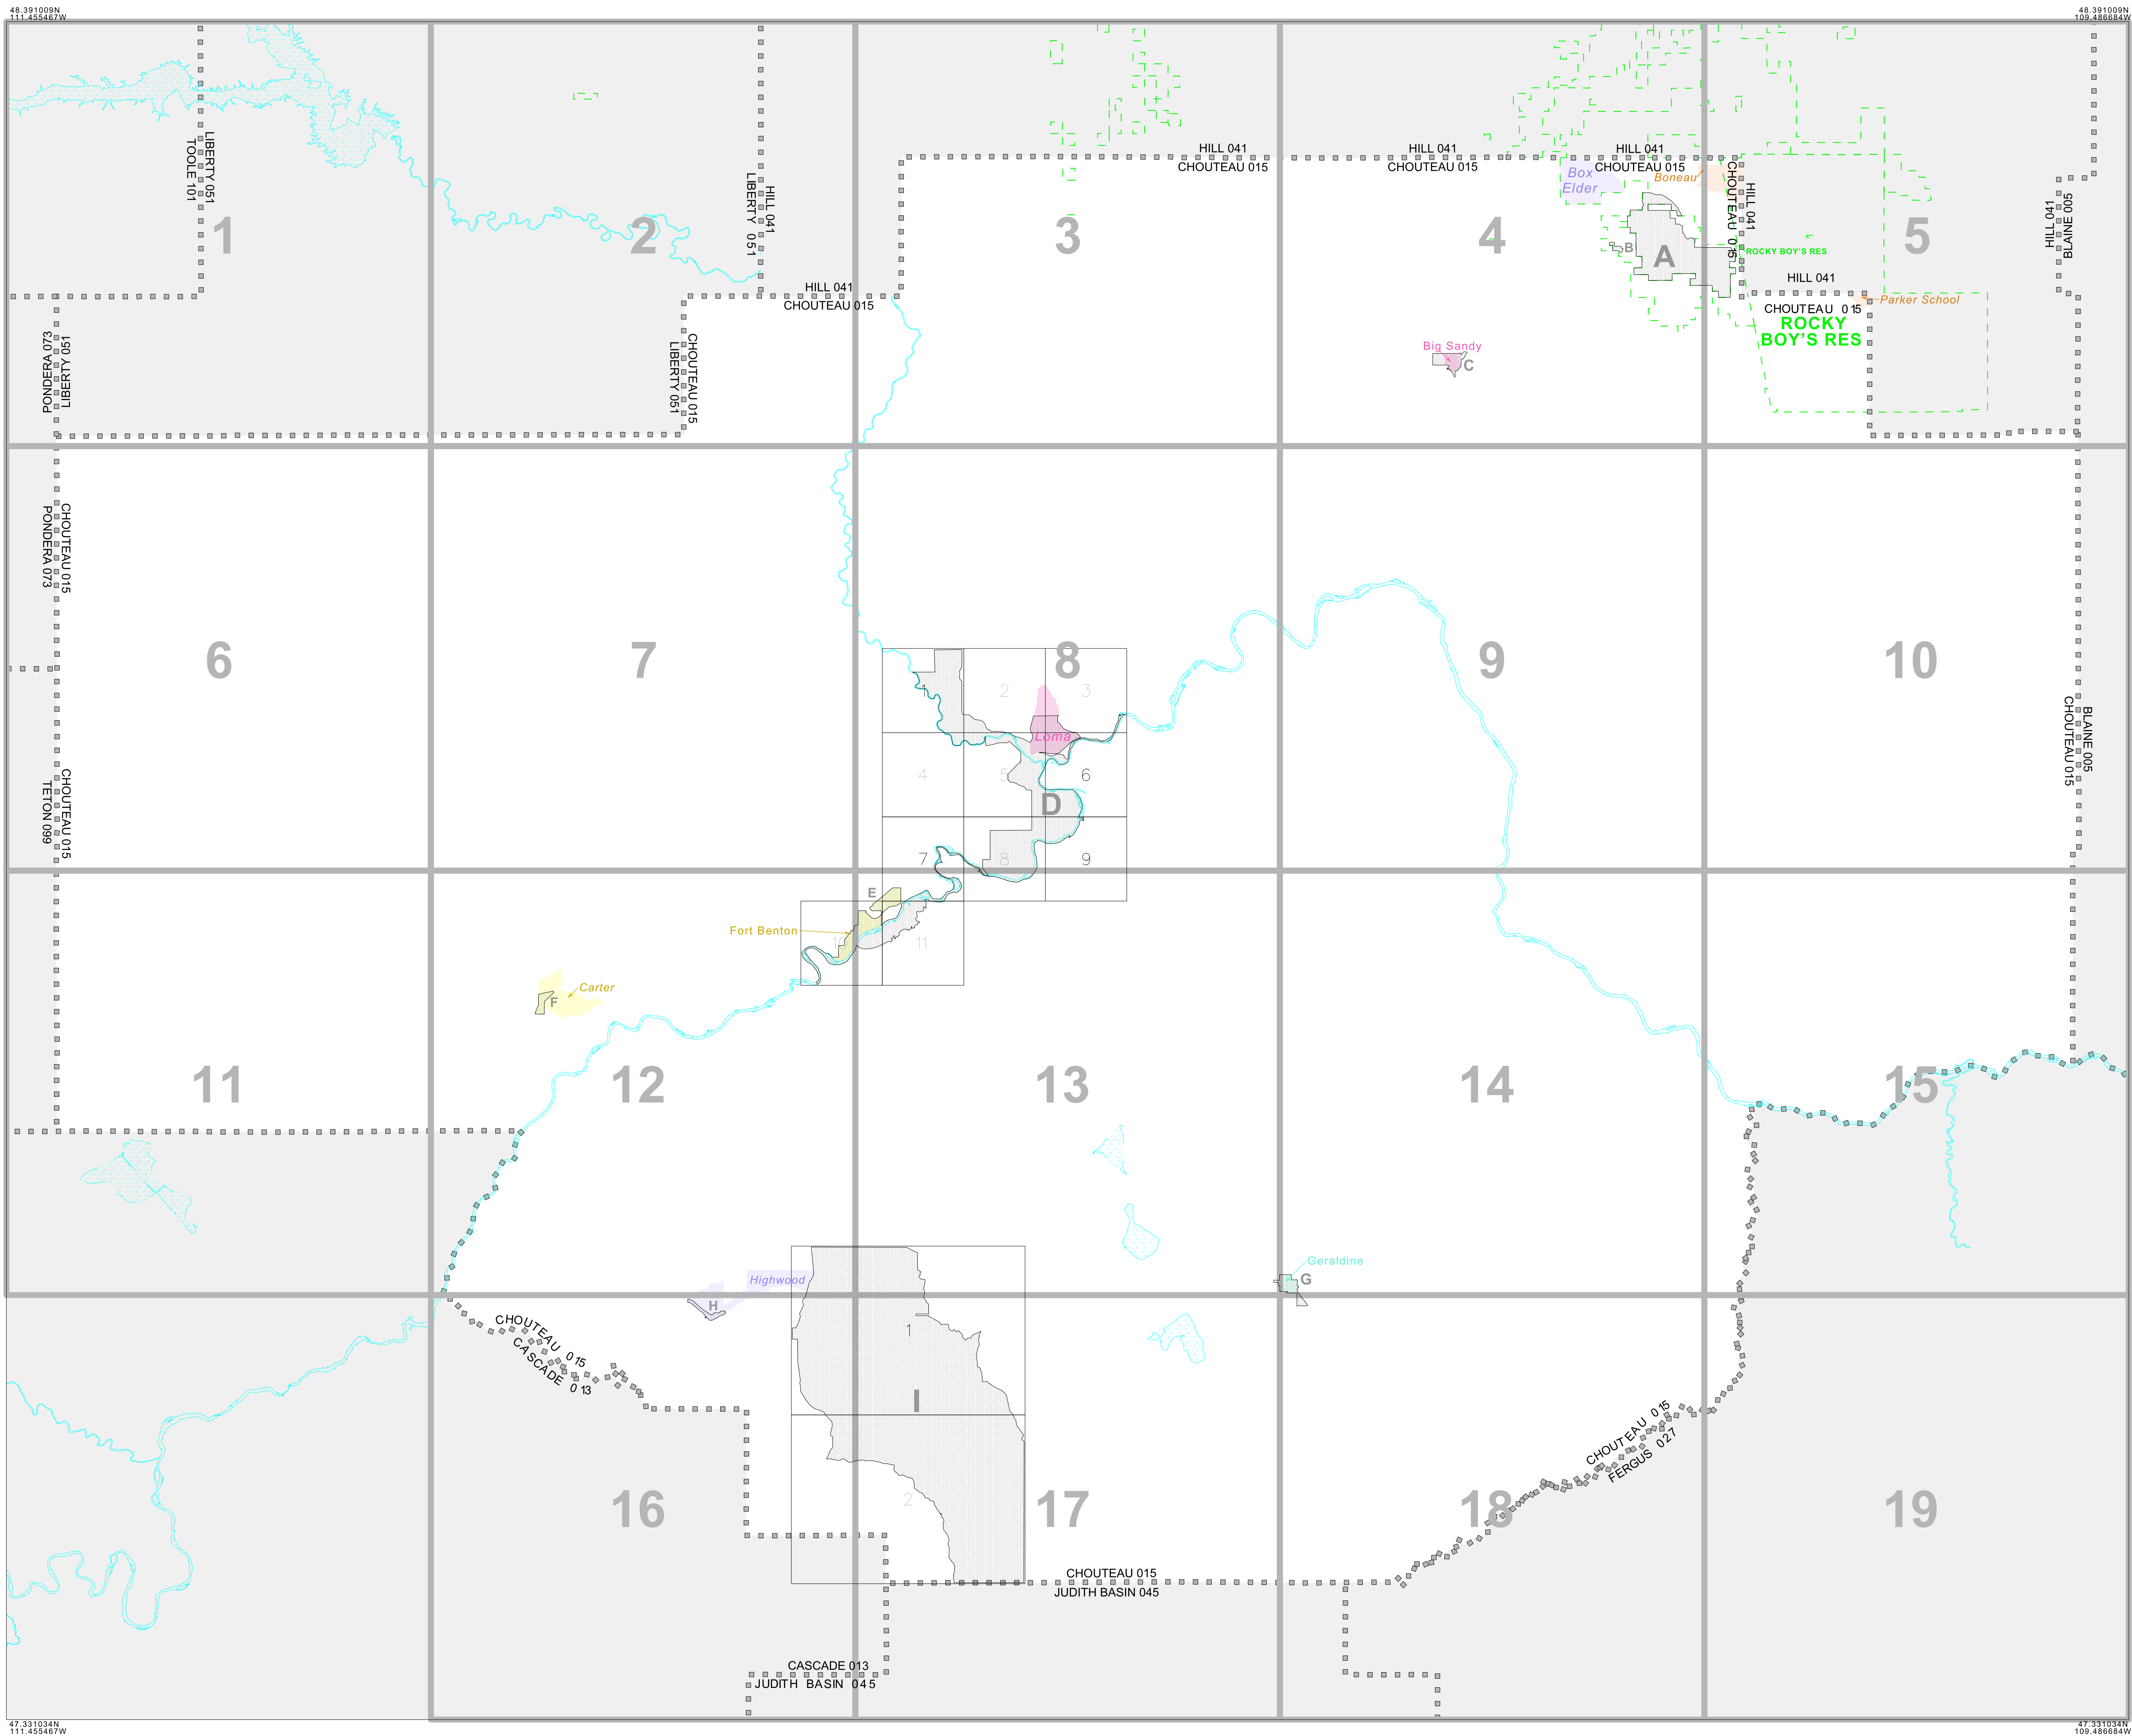 48.391009N
111.455467W
48.391009N
109.486684W
LIBERTY 051
TOOLE 101
HILL 041
LIBERTY 051
HILL 041
CHOUTEAU 015
HILL 041
CHOUTEAU 015
HILL 041
CHOUTEAU 015
Box
Elder
Boneau
CHOUTEAU 015
HILL 041
BLAINE 005
HILL 041
1
2
3
4
5
B
A
ROCKY BOY'S RES
HILL 041
CHOUTEAU 015
HILL 041
CHOUTEAU 015
Parker School
ROCKY
BOY'S RES
LIBERTY 051
PONDERA 073
CHOUTEAU 015
LIBERTY 051
Big Sandy
C
CHOUTEAU 015
PONDERA 073
6
7
8
9
10
1
2
3
Loma
4
5
6
D
BLAINE 005
CHOUTEAU 015
CHOUTEAU 015
TETON 099
7
8
9
E
Fort Benton
10
11
Carter
F
11
12
13
14
15
Geraldine
G
Highwood
H
CHOUTEAU 015
CASCADE 013
1
I
2
CHOUTEAU 015
FERGUS 027
16
17
18
19
CHOUTEAU 015
JUDITH BASIN 045
CASCADE 013
JUDITH BASIN 045
47.331034N
111.455467W
47.331034N
109.486684W